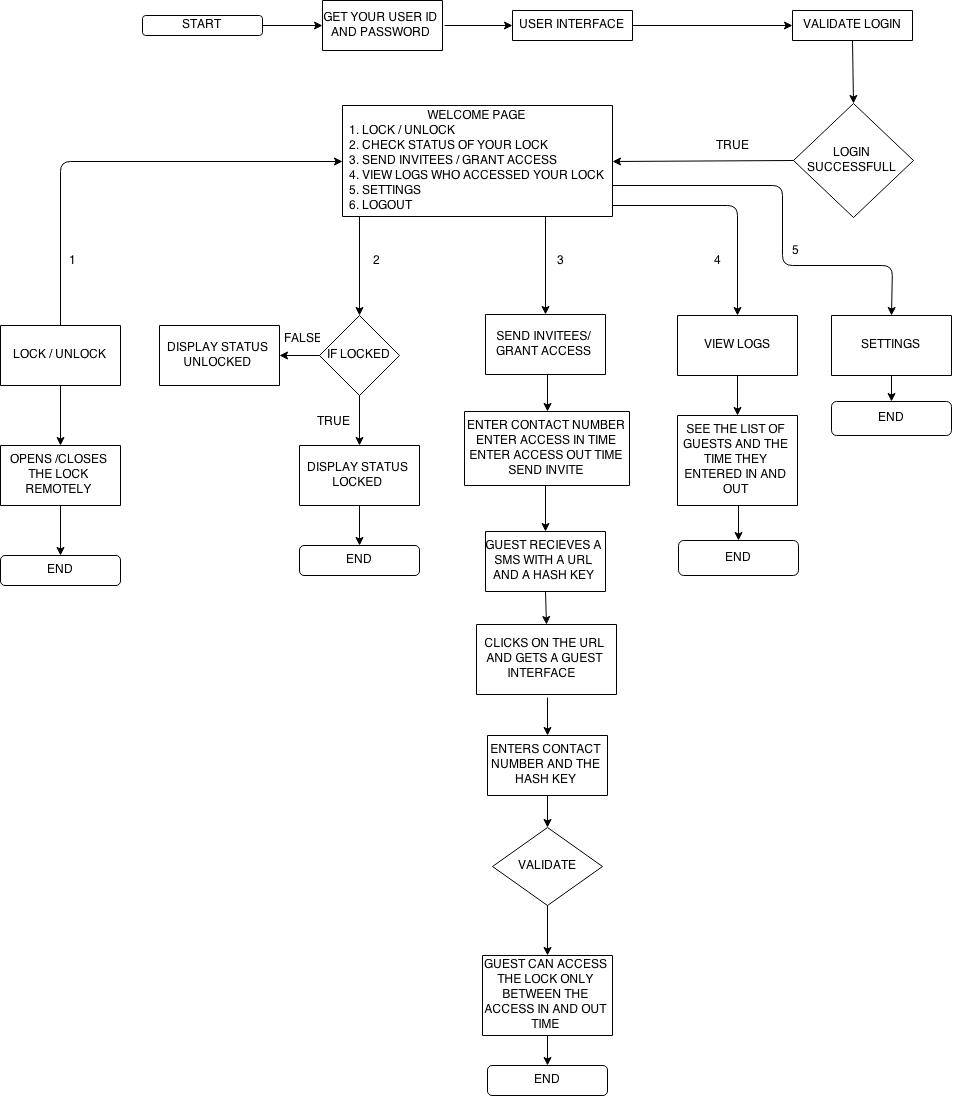 START
GET YOUR USER ID
AND PASSWORD
USER INTERFACE
VALIDATE LOGIN
WELCOME PAGE
1. LOCK / UNLOCK
2. CHECK STATUS OF YOUR LOCK
3. SEND INVITEES / GRANT ACCESS
4. VIEW LOGS WHO ACCESSED YOUR LOCK
5. SETTINGS
6. LOGOUT
TRUE
LOGIN
SUCCESSFULL
1
2
3
4
5
LOCK / UNLOCK
OPENS /CLOSES
THE LOCK
REMOTELY
END
DISPLAY STATUS
UNLOCKED
FALSE
IF LOCKED
TRUE
DISPLAY STATUS
LOCKED
END
SEND INVITEES/
GRANT ACCESS
ENTER CONTACT NUMBER
ENTER ACCESS IN TIME
ENTER ACCESS OUT TIME
SEND INVITE
GUEST RECIEVES A
SMS WITH A URL
AND A HASH KEY
CLICKS ON THE URL
AND GETS A GUEST
INTERFACE
ENTERS CONTACT
NUMBER AND THE
HASH KEY
VALIDATE
GUEST CAN ACCESS
THE LOCK ONLY
BETWEEN THE
ACCESS IN AND OUT
TIME
END
VIEW LOGS
SEE THE LIST OF
GUESTS AND THE
TIME THEY
ENTERED IN AND
OUT
END
SETTINGS
END